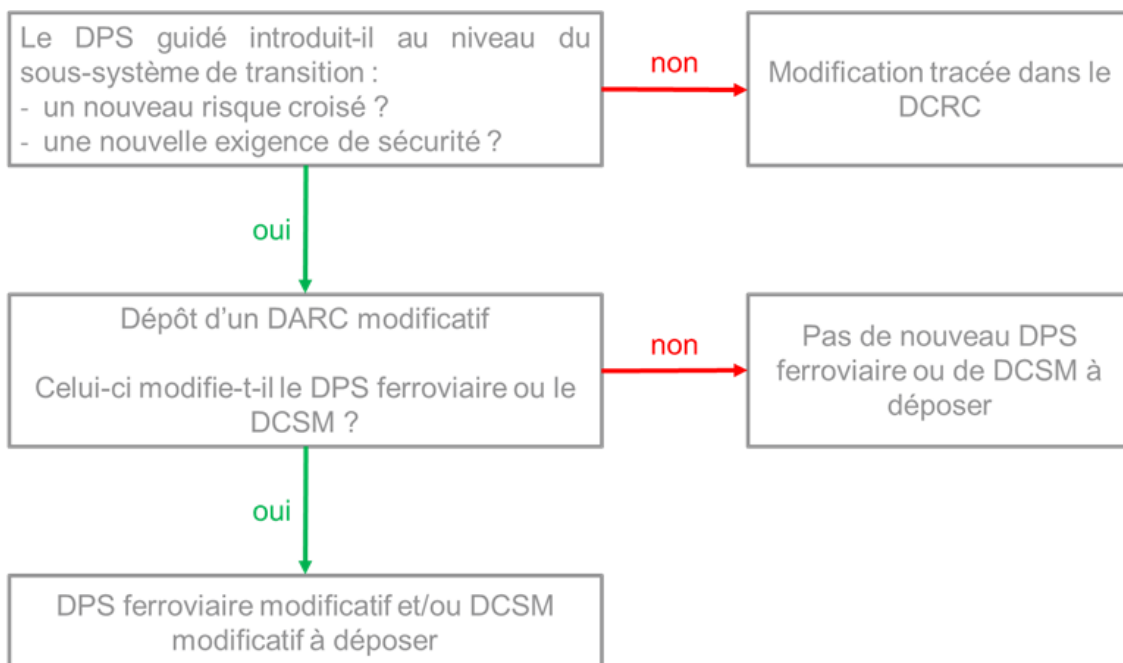 Le DPS guidé introduit-il au niveau du
sous-système de transition :
- un nouveau risque croisé ?
- une nouvelle exigence de sécurité ?
non
Modification tracée dans le
DCRC
oui
Dépôt d’un DARC modificatif
Celui-ci modifie-t-il le DPS ferroviaire ou le
DCSM ?
non
Pas de nouveau DPS
ferroviaire ou de DCSM à
déposer
oui
DPS ferroviaire modificatif et/ou DCSM
modificatif à déposer